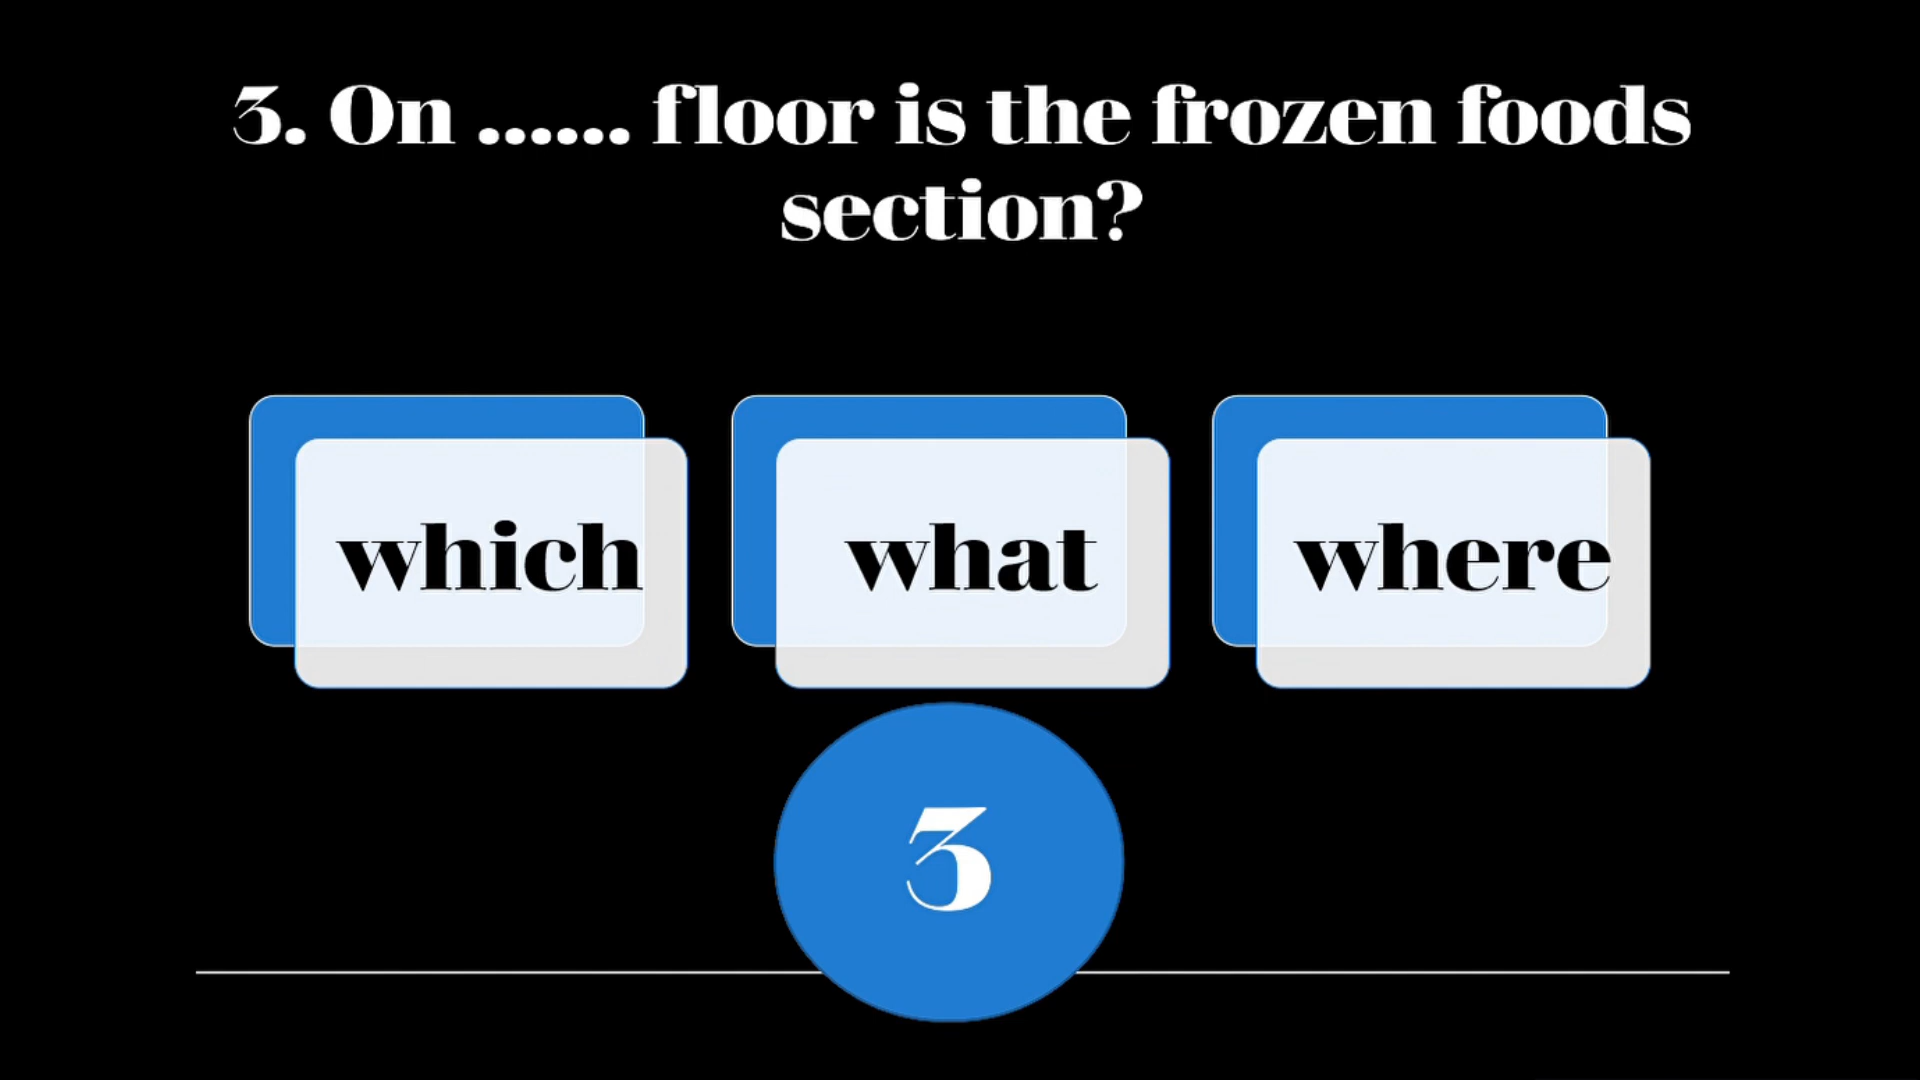 3. On ...... floor is the frozen foods
section?
which
what
where
3